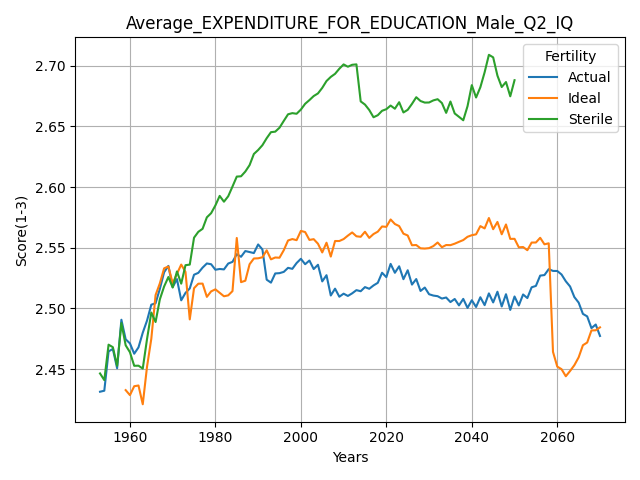 Average_EXPENDITURE_FOR_EDUCATION_Male_Q2_IQ
Fertility
Actual
Ideal
Sterile
Score(1-3)
2.70
2.65
2.60
2.55
2.50
2.45
1960 1980 2000 2020 2040 2060
Years